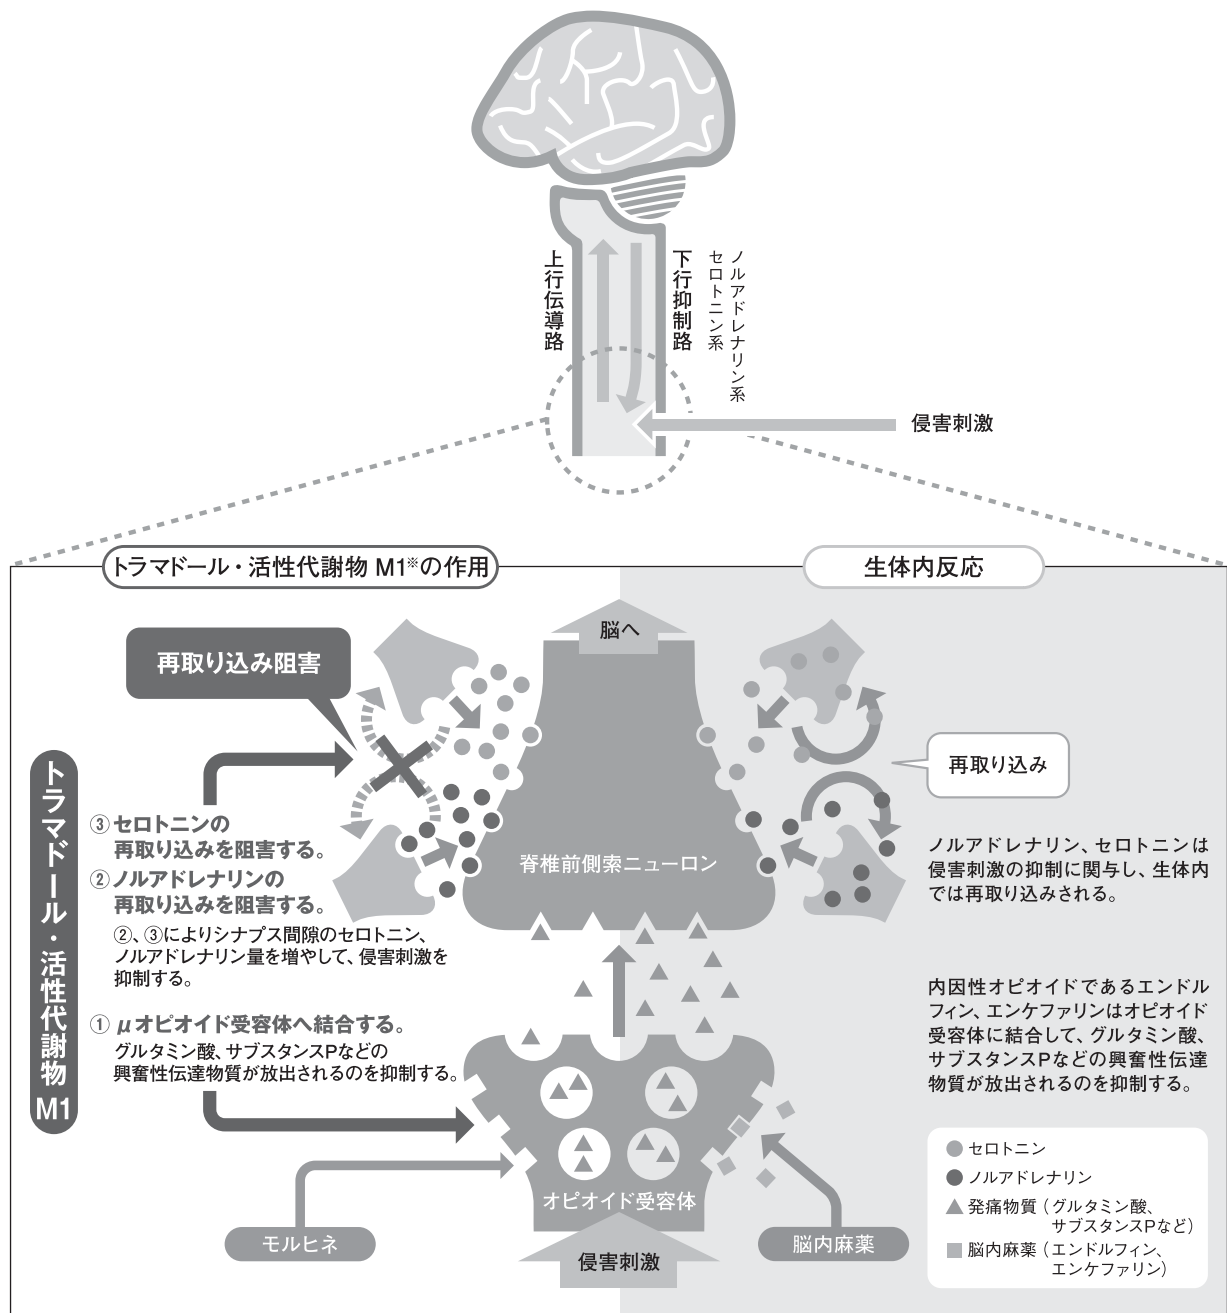 上行伝導路
下行抑制路
セロトニン系
ノルアドレナリン系
侵害刺激
トラマドール・活性代謝物 M1※の作用
生体内反応
脳へ
再取り込み阻害
再取り込み
トラマドール・活性代謝物 M1
③ セロトニンの
再取り込みを阻害する。
② ノルアドレナリンの
再取り込みを阻害する。
②、③によりシナプス間隙のセロトニン、
ノルアドレナリン量を増やして、侵害刺激を
抑制する。
① μオピオイド受容体へ結合する。
グルタミン酸、サブスタンスPなどの
興奮性伝達物質が放出されるのを抑制する。
脊椎前側索ニューロン
ノルアドレナリン、セロトニンは
侵害刺激の抑制に関与し、生体内
では再取り込みされる。
内因性オピオイドであるエンドル
フィン、エンケファリンはオピオイド
受容体に結合して、グルタミン酸、
サブスタンスPなどの興奮性伝達
物質が放出されるのを抑制する。
オピオイド受容体
モルヒネ
侵害刺激
脳内麻薬
セロトニン
ノルアドレナリン
発痛物質（グルタミン酸、
サブスタンスPなど）
脳内麻薬（エンドルフィン、
エンケファリン）